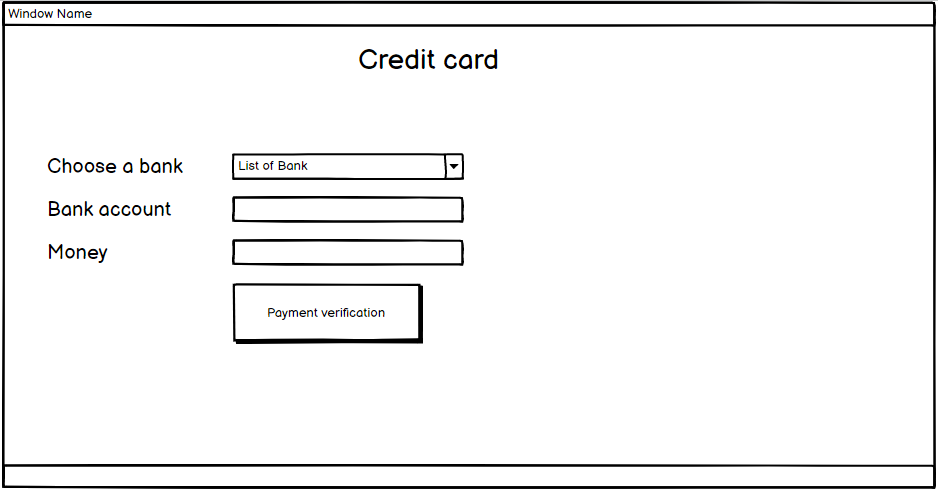 Window Name
Credit card
Choose a bank
List of Bank
Bank account
Money
Payment verification